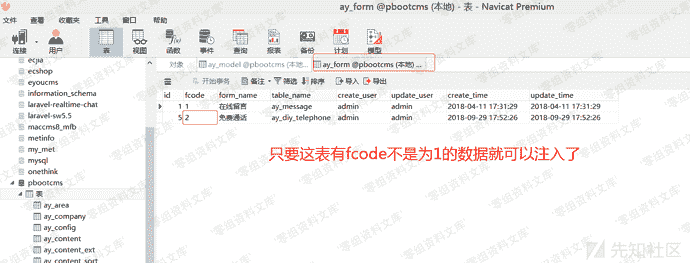 ay_form @pbootcms (本地) - 表 - Navicat Premium
文件 查看 收藏夹 工具 窗口 帮助
连接 用户 表 视图 函数 事件 查询 报表 备份 计划 模型
ecjia
ecshop
eyoucms
information_schema
laravel-realtime-chat
laravel-sw5.5
maccms8_mfb
metinfo
my_met
mysql
onethink
pbootcms
表
ay_area
ay_company
ay_config
ay_content
ay_content_ext
ay_content_sort
对象 ay_model @pbootcms (本地)... ay_form @pbootcms (本地) ...
开始事务 备注 筛选 排序 导入 导出
id fcode form_name table_name create_user update_user create_time update_time
1 1 在线留言 ay_message admin admin 2018-04-11 17:31:29 2018-04-11 17:31:29
5 2 免费通话 ay_diy_telephone admin admin 2018-09-29 17:52:26 2018-09-29 17:52:26
只要这表有fcode不是为1的数据就可以注入了
零组资料文库
先知社区